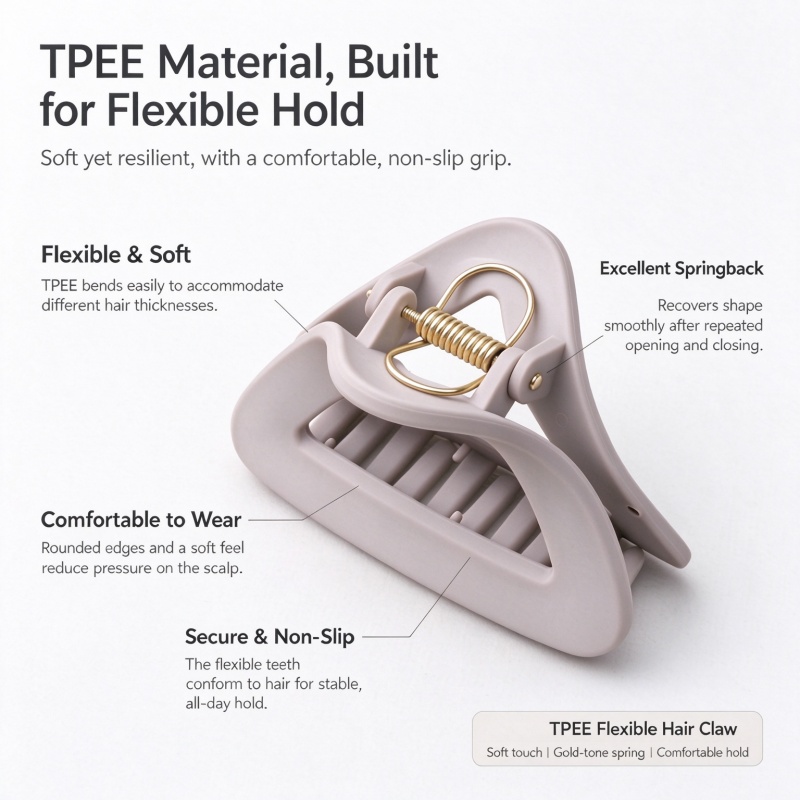 TPEE Material, Built
for Flexible Hold
Soft yet resilient, with a comfortable, non-slip grip.
Flexible & Soft
TPEE bends easily to accommodate
different hair thicknesses.
Excellent Springback
Recovers shape
smoothly after repeated
opening and closing.
Comfortable to Wear
Rounded edges and a soft feel
reduce pressure on the scalp.
Secure & Non-Slip
The flexible teeth
conform to hair for stable,
all-day hold.
TPEE Flexible Hair Claw
Soft touch | Gold-tone spring | Comfortable hold